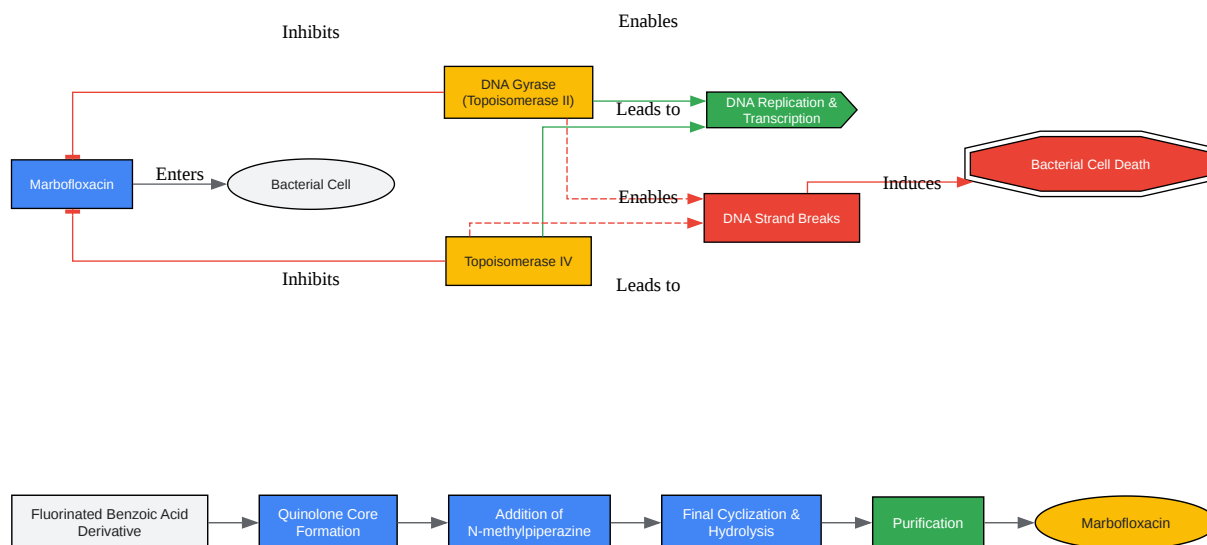 Enables
Inhibits
DNA Gyrase
(Topoisomerase II)
DNA Replication &
Transcription
Leads to
Bacterial Cell Death
Marbofloxacin
Enters
Bacterial Cell
Induces
Enables
DNA Strand Breaks
Topoisomerase IV
Inhibits
Leads to
Fluorinated Benzoic Acid
Derivative
Quinolone Core
Formation
Addition of
N-methylpiperazine
Final Cyclization &
Hydrolysis
Purification
Marbofloxacin